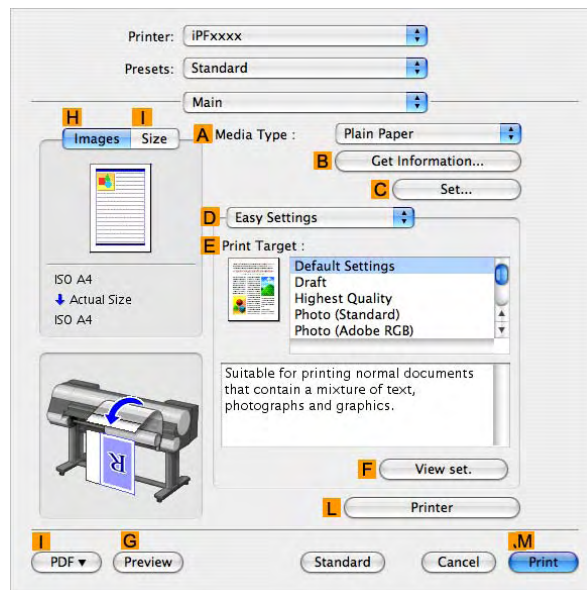 Printer: iPFxxxx
Presets: Standard
Main
H I
Images Size
A Media Type : Plain Paper
B Get Information...
C Set...
D Easy Settings
E Print Target :
Default Settings
Draft
Highest Quality
Photo (Standard)
Photo (Adobe RGB)
ISO A4
Actual Size
ISO A4
Suitable for printing normal documents
that contain a mixture of text,
photographs and graphics.
R
F View set.
L Printer
I G .M
PDF Preview Standard Cancel Print